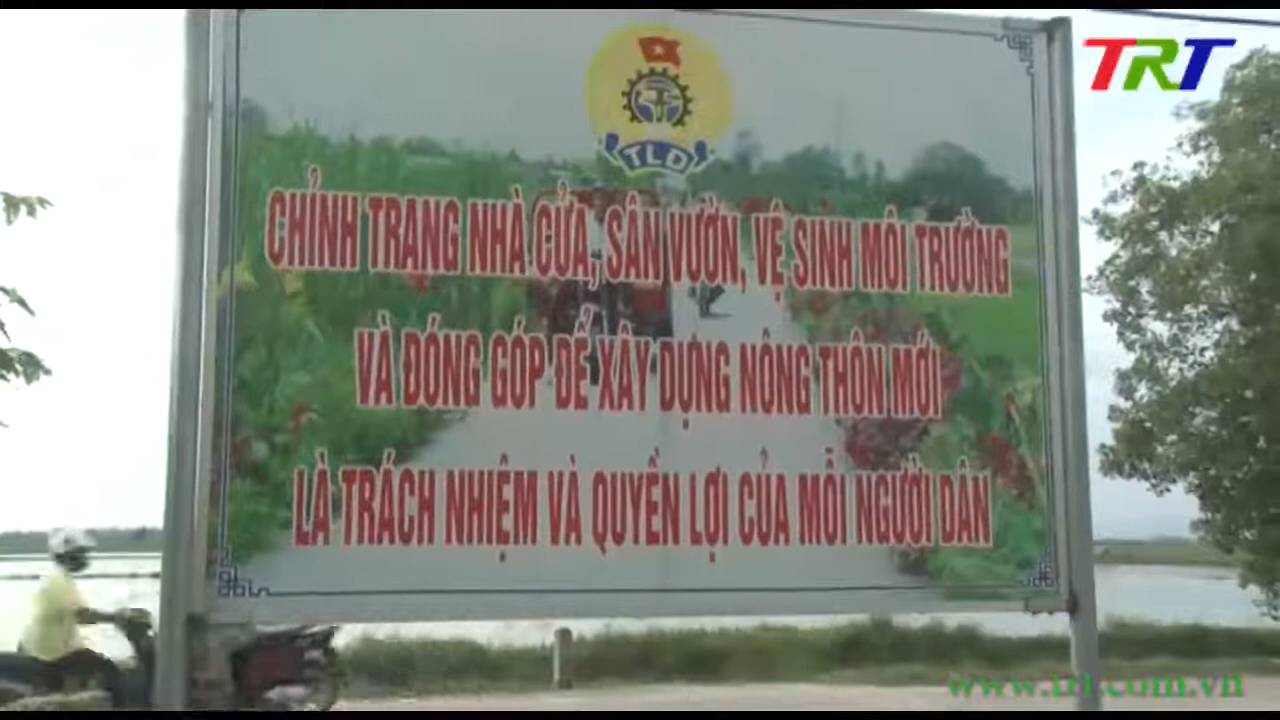 TRT
TLD
CHỈNH TRANG NHÀ CỬA, SÂN VƯỜN, VỆ SINH MÔI TRƯỜNG
VÀ ĐÓNG GÓP ĐỂ XÂY DỰNG NÔNG THÔN MỚI
LÀ TRÁCH NHIỆM VÀ QUYỀN LỢI CỦA MỖI NGƯỜI DÂN
www.trt.com.vn